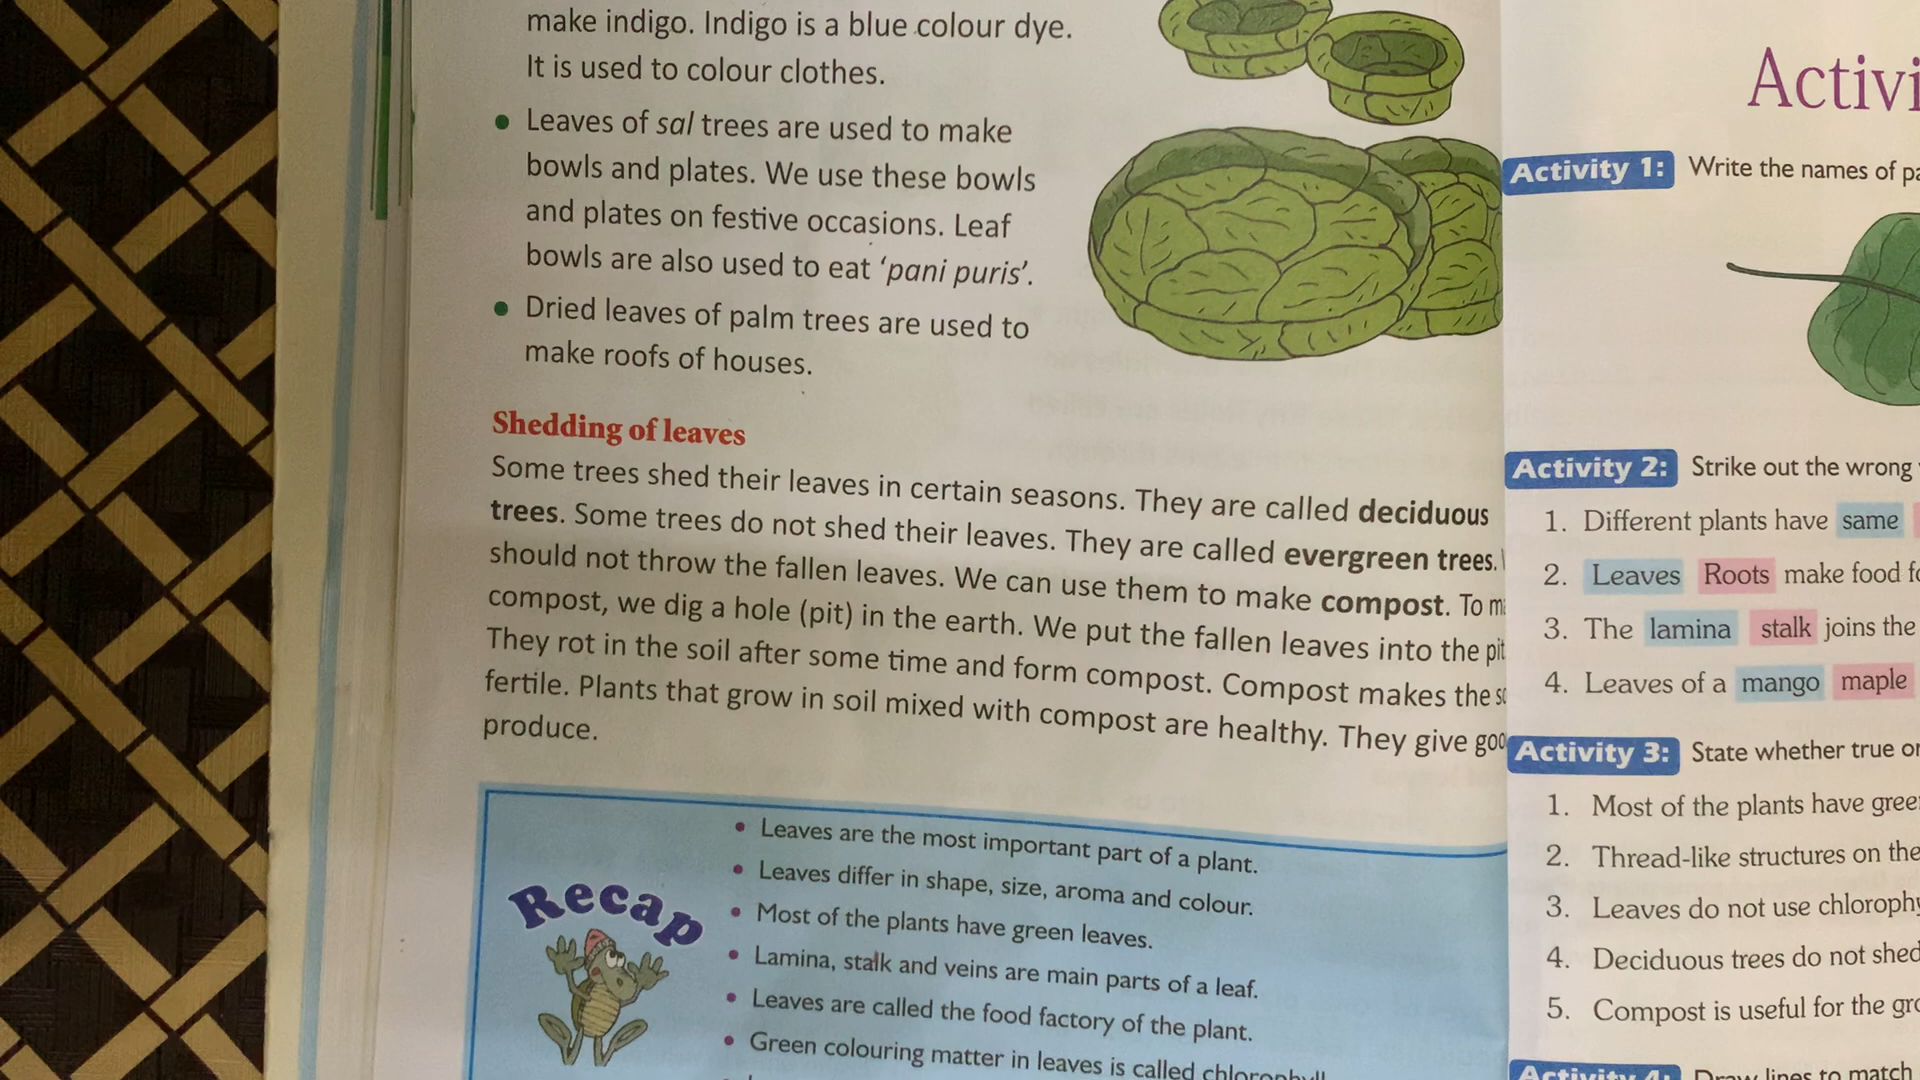 make indigo. Indigo is a blue colour dye.
It is used to colour clothes.
• Leaves of sal trees are used to make
bowls and plates. We use these bowls
and plates on festive occasions. Leaf
bowls are also used to eat ‘pani puris’.
• Dried leaves of palm trees are used to
make roofs of houses.
Shedding of leaves
Some trees shed their leaves in certain seasons. They are called deciduous
trees. Some trees do not shed their leaves. They are called evergreen trees.
should not throw the fallen leaves. We can use them to make compost. To
compost, we dig a hole (pit) in the earth. We put the fallen leaves into the pit
They rot in the soil after some time and form compost. Compost makes the
fertile. Plants that grow in soil mixed with compost are healthy. They give
produce.
Recap
• Leaves are the most important part of a plant.
• Leaves differ in shape, size, aroma and colour.
• Most of the plants have green leaves.
• Lamina, stalk and veins are main parts of a leaf.
• Leaves are called the food factory of the plant.
• Green colouring matter in leaves is called
Activi
Activity 1: Write the names of
Activity 2: Strike out the wrong
1. Different plants have same
2. Leaves Roots make food
3. The lamina stalk joins the
4. Leaves of a mango maple
Activity 3: State whether true
1. Most of the plants have
2. Thread-like structures on the
3. Leaves do not use
4. Deciduous trees do not shed
5. Compost is useful for the
Activity 4: Draw lines to match